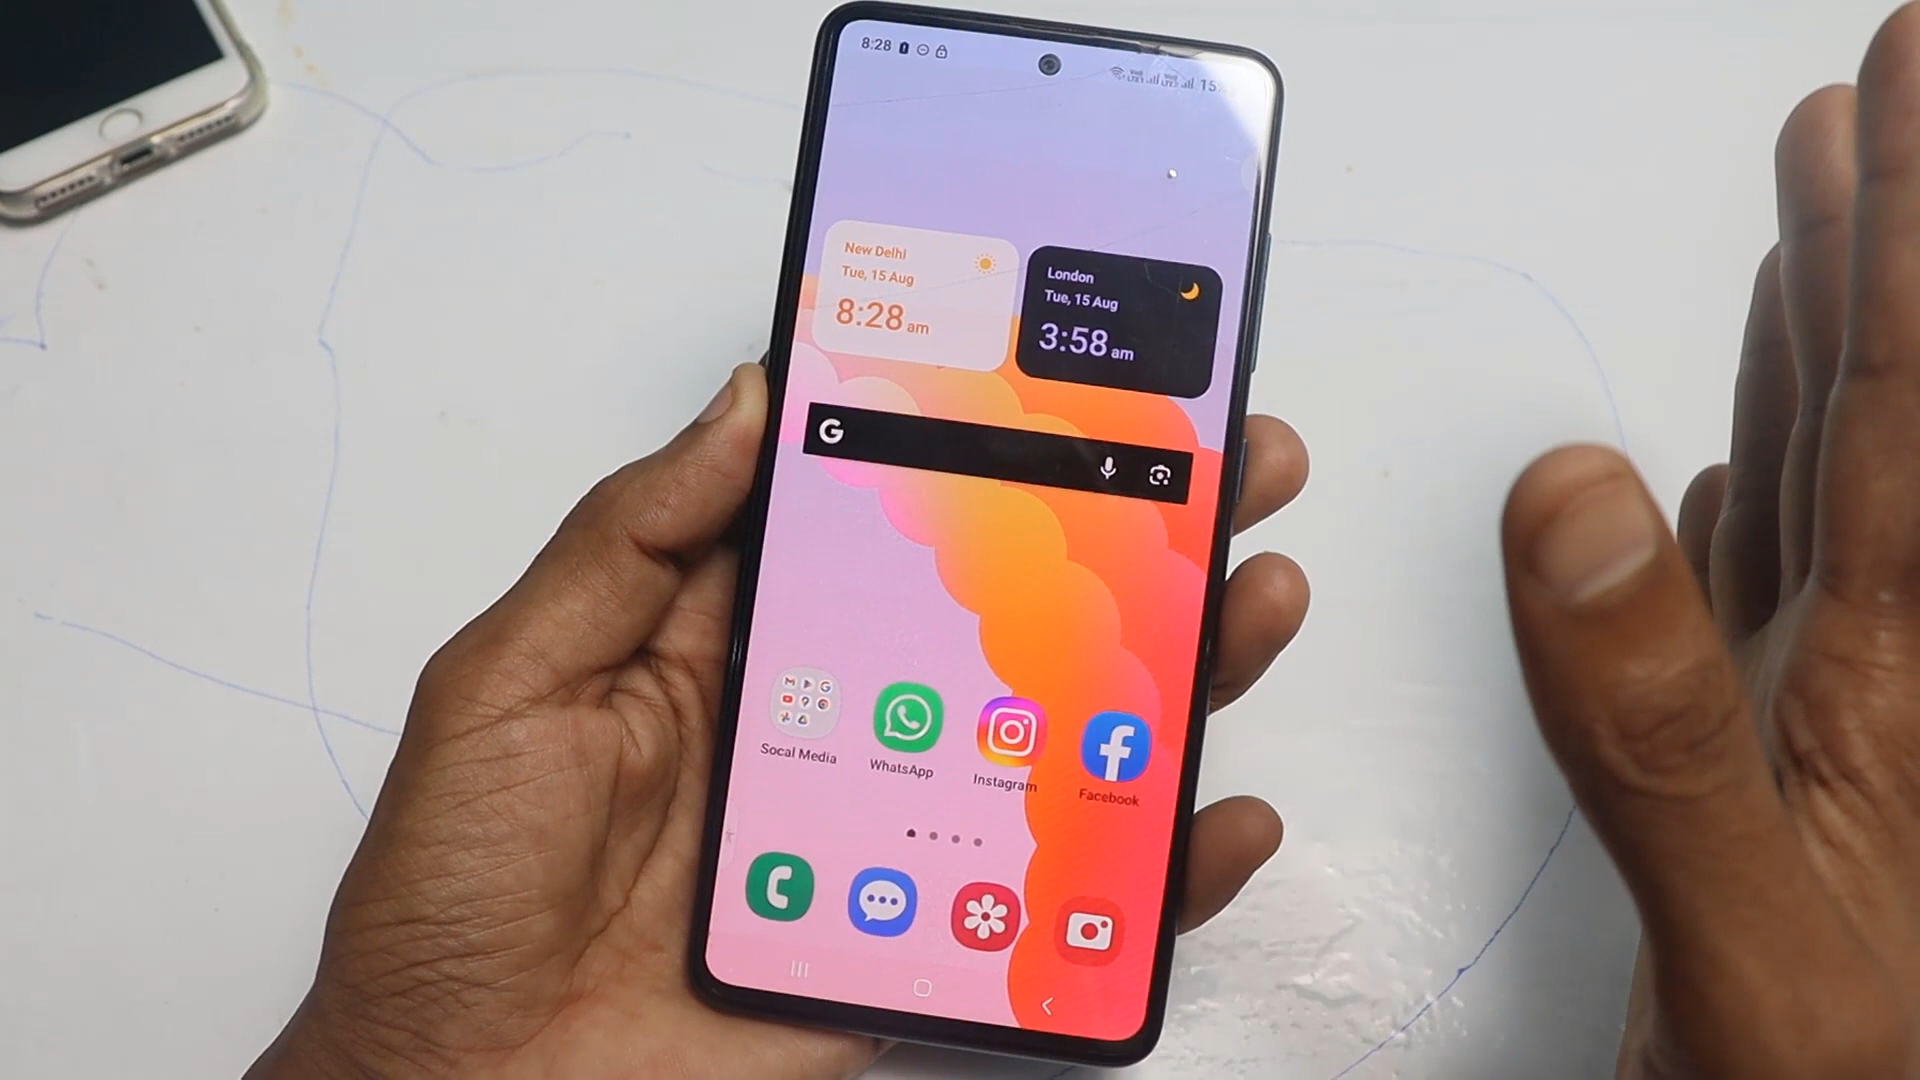 8:28
15
New Delhi
Tue, 15 Aug
8:28 am
London
Tue, 15 Aug
3:58 am
G
Socal Media
WhatsApp
Instagram
Facebook